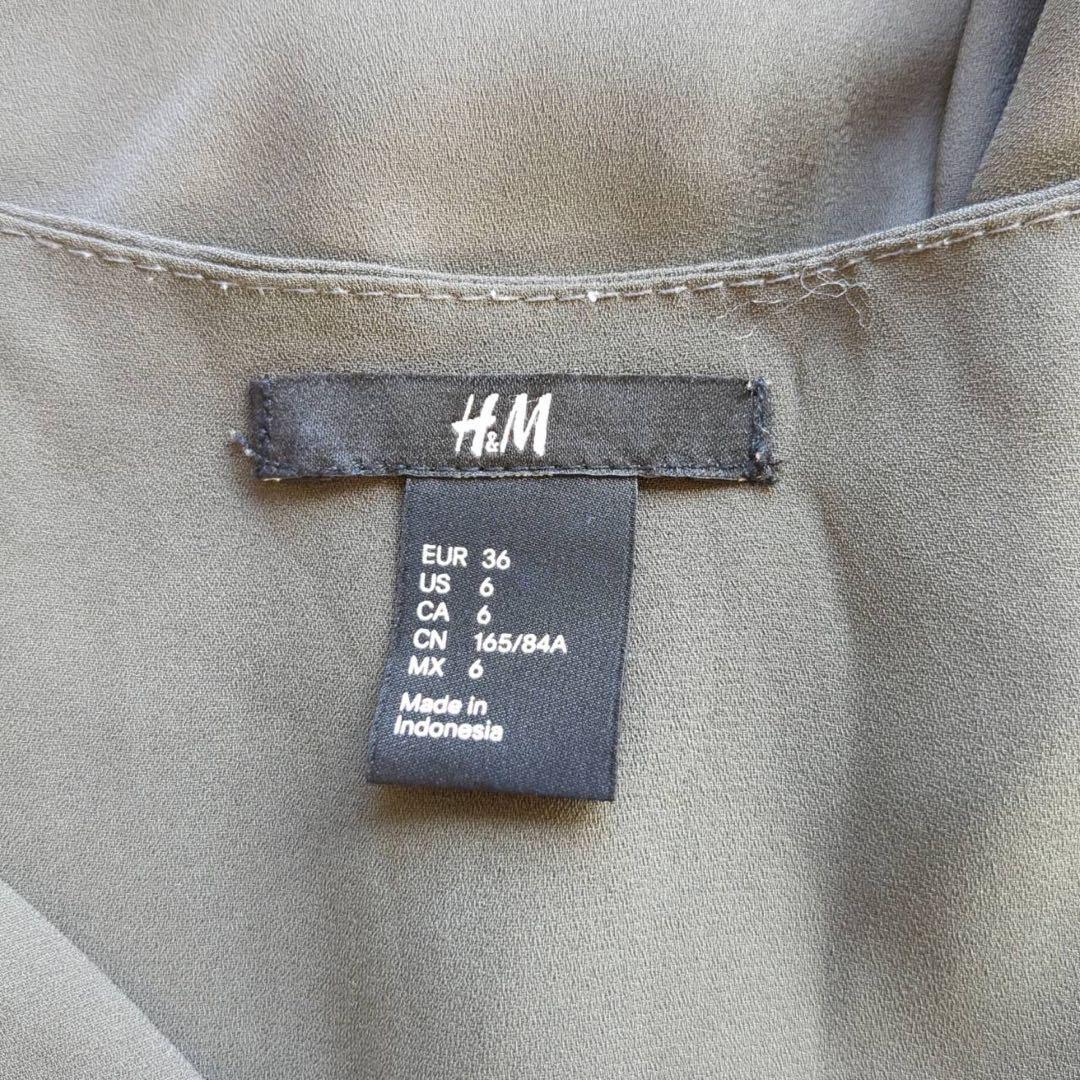 H&M
EUR 36
US 6
CA 6
CN 165/84A
MX 6
Made in
Indonesia